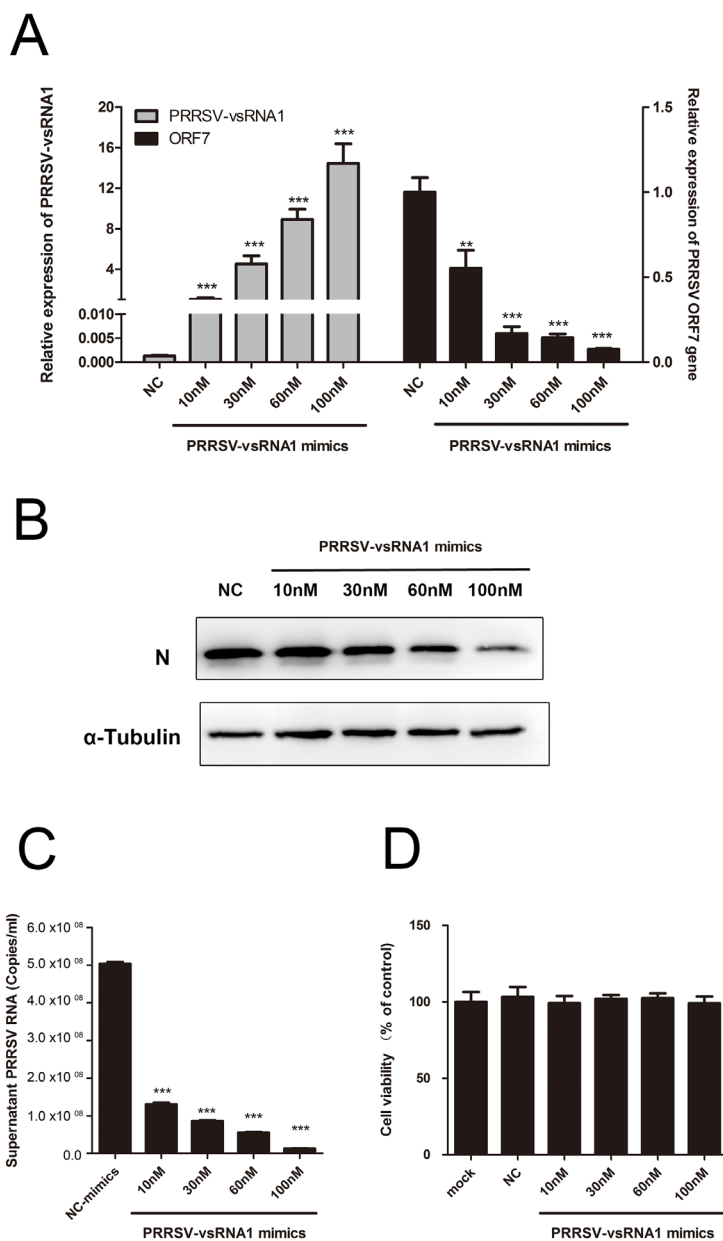 A
PRRSV-vsRNA1
ORF7
Relative expression of PRRSV-vsRNA1
20
16
12
8
4
0.010
0.005
0.000
***
***
***
***
**
***
***
***
1.5
1.0
0.5
0.0
Relative expression of PRRSV ORF7 gene
NC 10nM 30nM 60nM 100nM NC 10nM 30nM 60nM 100nM
PRRSV-vsRNA1 mimics PRRSV-vsRNA1 mimics
B
PRRSV-vsRNA1 mimics
NC 10nM 30nM 60nM 100nM
N
α-Tubulin
C
Supernatant PRRSV RNA (Copies/ml)
6.0 x10 08
5.0 x10 08
4.0 x10 08
3.0 x10 08
2.0 x10 08
1.0 x10 08
0.0
***
***
***
***
NC-mimics 10nM 30nM 60nM 100nM
PRRSV-vsRNA1 mimics
D
Cell viability (% of control)
150
100
50
0
mock NC 10nM 30nM 60nM 100nM
PRRSV-vsRNA1 mimics